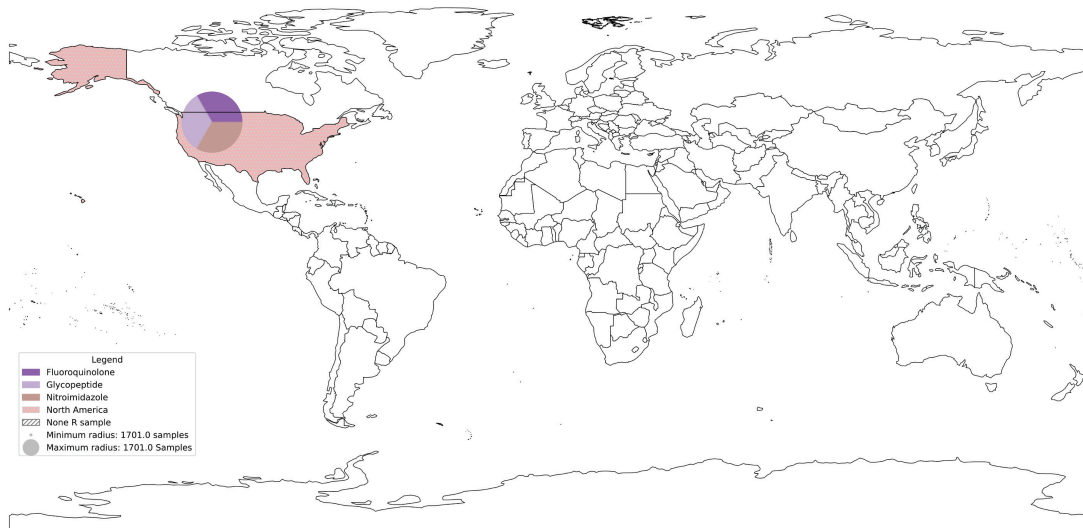 Legend
Fluoroquinolone
Glycopeptide
Nitroimidazole
North America
None R sample
Minimum radius: 1701.0 samples
Maximum radius: 1701.0 Samples